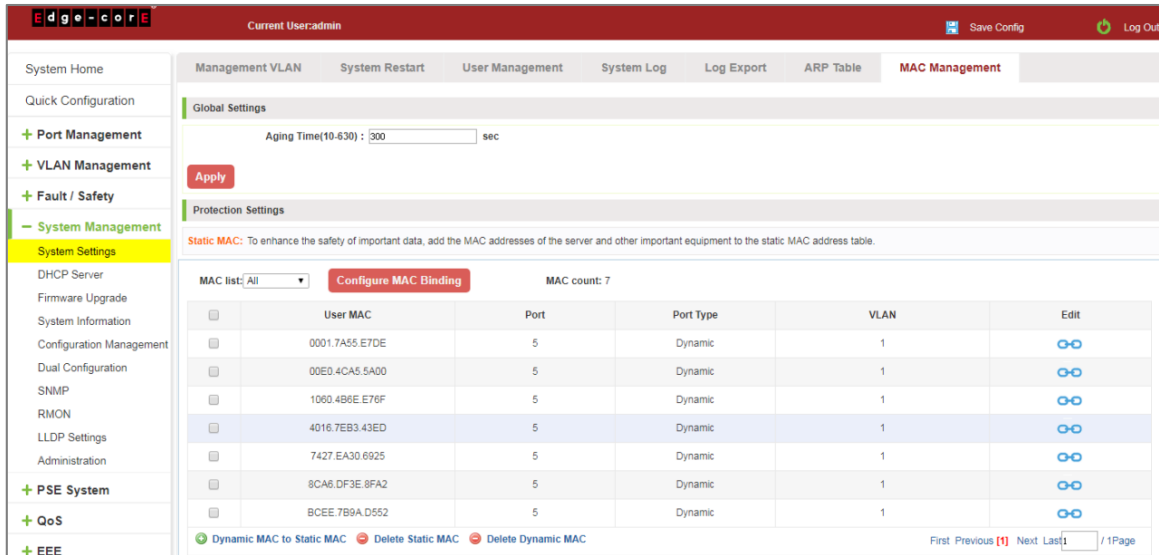 Edge-corE
Current User:admin
Save Config
Log Out
System Home
Quick Configuration
+ Port Management
+ VLAN Management
+ Fault / Safety
− System Management
System Settings
DHCP Server
Firmware Upgrade
System Information
Configuration Management
Dual Configuration
SNMP
RMON
LLDP Settings
Administration
+ PSE System
+ QoS
+ EEE
Management VLAN System Restart User Management System Log Log Export ARP Table MAC Management
Global Settings
Aging Time(10-630) : 300 sec
Apply
Protection Settings
Static MAC: To enhance the safety of important data, add the MAC addresses of the server and other important equipment to the static MAC address table.
MAC list: All Configure MAC Binding MAC count: 7
User MAC Port Port Type VLAN Edit
0001.7A55.E7DE 5 Dynamic 1
00E0.4CA5.5A00 5 Dynamic 1
1060.4B6E.E76F 5 Dynamic 1
4016.7EB3.43ED 5 Dynamic 1
7427.EA30.6925 5 Dynamic 1
8CA6.DF3E.8FA2 5 Dynamic 1
BCEE.7B9A.D552 5 Dynamic 1
Dynamic MAC to Static MAC Delete Static MAC Delete Dynamic MAC First Previous [1] Next Last 1 / 1Page